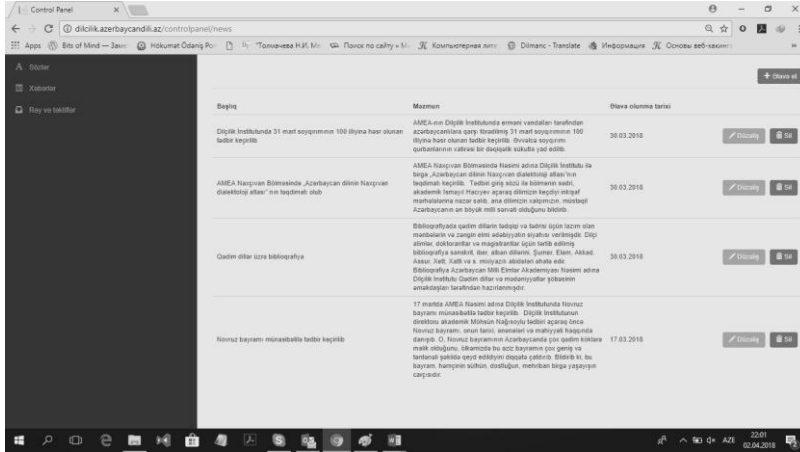 Control Panel
dilcilik.azerbaycandili.az/controlpanel/news
Apps
Bits of Mind — Заме
Hökumət Ödəniş Por
"Толмачева Н.И. Ме
Поиск по сайту « М
Компьютерная литe
Dilmanc - Translate
Информация
Основы веб-хакинг
Sözlər
Xəbərlər
Rəy və təkliflər
+ Əlavə et
Başlıq
Məzmun
Əlavə olunma tarixi
Dilçilik İnstitutunda 31 mart soyqırımının 100 illiyinə həsr olunan
tədbir keçirilib
AMEA-nın Dilçilik İnstitutunda erməni vandalları tərəfindən
azərbaycanlılara qarşı törədilmiş 31 mart soyqırımının 100
illiyinə həsr olunan tədbir keçirilib. Əvvəlcə soyqırımı
qurbanlarının xatirəsi bir dəqiqəlik sükutla yad edilib.
30.03.2018
Düzəliş
Sil
AMEA Naxçıvan Bölməsində „Azərbaycan dilinin Naxçıvan
dialektoloji atlası" nın təqdimatı olub
AMEA Naxçıvan Bölməsində Nəsimi adına Dilçilik İnstitutu ilə
birgə „Azərbaycan dilinin Naxçıvan dialektoloji atlası"nın
təqdimatı keçirilib. Tədbiri giriş sözü ilə bölmənin sədri,
akademik İsmayıl Hacıyev açaraq dilimizin keçdiyi inkişaf
mərhələlərinə nəzər salıb, ana dilimizin xalqımızın, müstəqil
Azərbaycanın ən böyük milli sərvəti olduğunu bildirib.
30.03.2018
Düzəliş
Sil
Qədim dillər üzrə biblioqrafiya
Biblioqrafiyada qədim dillərin tədqiqi və tədrisi üçün lazım olan
mənbələrin və zəngin elmi ədəbiyyatın siyahısı verilmişdir. Dilçi
alimlər, doktorantlar və magistrantlar üçün tərtib edilmiş
biblioqrafiya sanskrit, iber, alban dillərini, Şumer, Elam, Akkad,
Assur, Xett, Xatti və s. mixiyazılı abidələri əhatə edir.
Biblioqrafiya Azərbaycan Milli Elmlər Akademiyası Nəsimi adına
Dilçilik İnstitutu Qədim dillər və mədəniyyətlər şöbəsinin
əməkdaşları tərəfindən hazırlanmışdır.
30.03.2018
Düzəliş
Sil
Novruz bayramı münasibətilə tədbir keçirilib
17 martda AMEA Nəsimi adına Dilçilik İnstitutunda Novruz
bayramı münasibətilə tədbir keçirilib. Dilçilik İnstitutunun
direktoru akademik Möhsün Nağısoylu tədbiri açaraq öncə
Novruz bayramı, onun tarixi, ənənələri və mahiyyəti haqqında
danışdı. O, Novruz bayramının Azərbaycanda çox qədim köklərə
malik olduğunu, ölkəmizdə bu əziz bayramın çox geniş və
təntənəli şəkildə qeyd edildiyini diqqətə çatdırıb. Bildirib ki, bu
bayram, həmçinin sülhün, dostluğun, mehriban birgə yaşayışın
carçısıdır.
17.03.2018
Düzəliş
Sil
AZE
22:01
02.04.2018